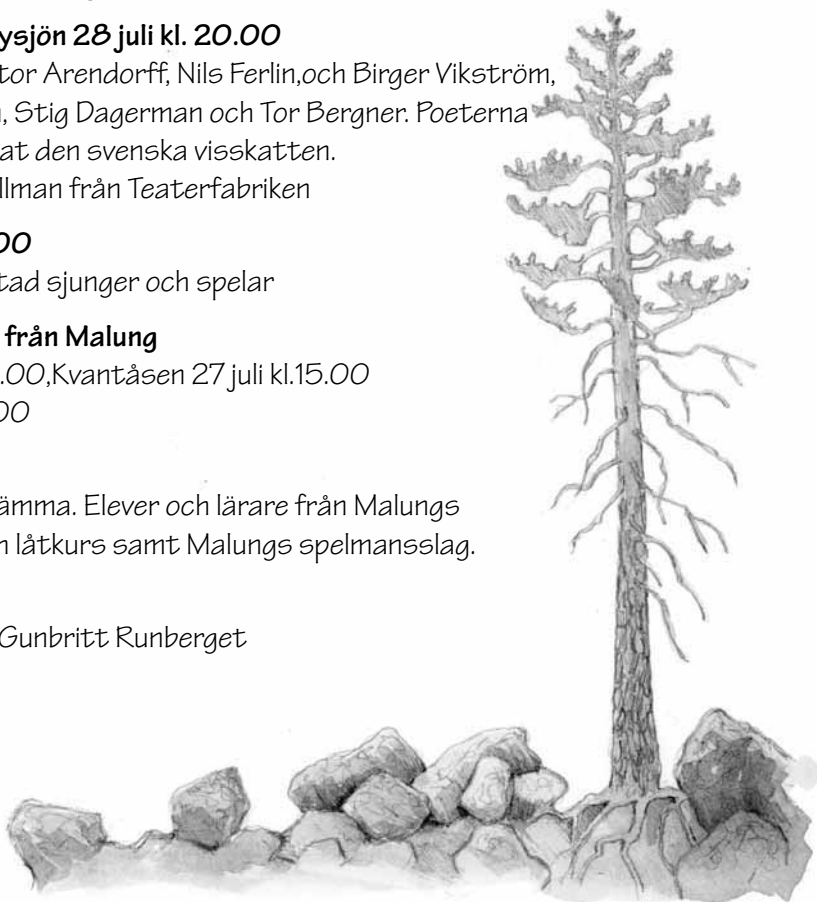 ysjön 28 juli kl. 20.00
tor Arendorff, Nils Ferlin,och Birger Vikström,
, Stig Dagerman och Tor Bergner. Poeterna
at den svenska visskatten.
llman från Teaterfabriken
00
tad sjunger och spelar
från Malung
.00,Kvantåsen 27 juli kl.15.00
00
ämma. Elever och lärare från Malungs
n låtkurs samt Malungs spelmansslag.
Gunbritt Runberget